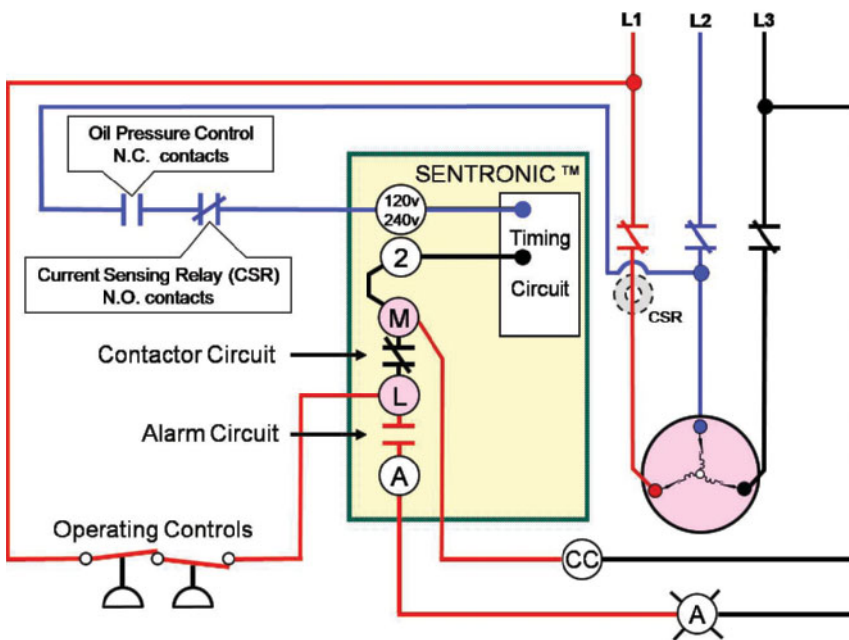 L1 L2 L3
Oil Pressure Control
N.C. contacts
SENTRONIC ™
120v
240v
Timing
Circuit
2
Current Sensing Relay (CSR)
N.O. contacts
CSR
M
Contactor Circuit
L
Alarm Circuit
A
Operating Controls
CC
A